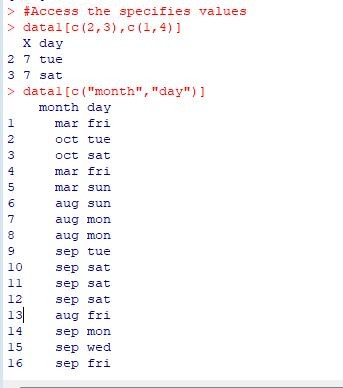 > #Access the specifies values
> data1[c(2,3),c(1,4)]
X day
2 7 tue
3 7 sat
> data1[c("month","day")]
month day
1 mar fri
2 oct tue
3 oct sat
4 mar fri
5 mar sun
6 aug sun
7 aug mon
8 aug mon
9 sep tue
10 sep sat
11 sep sat
12 sep sat
13 aug fri
14 sep mon
15 sep wed
16 sep fri